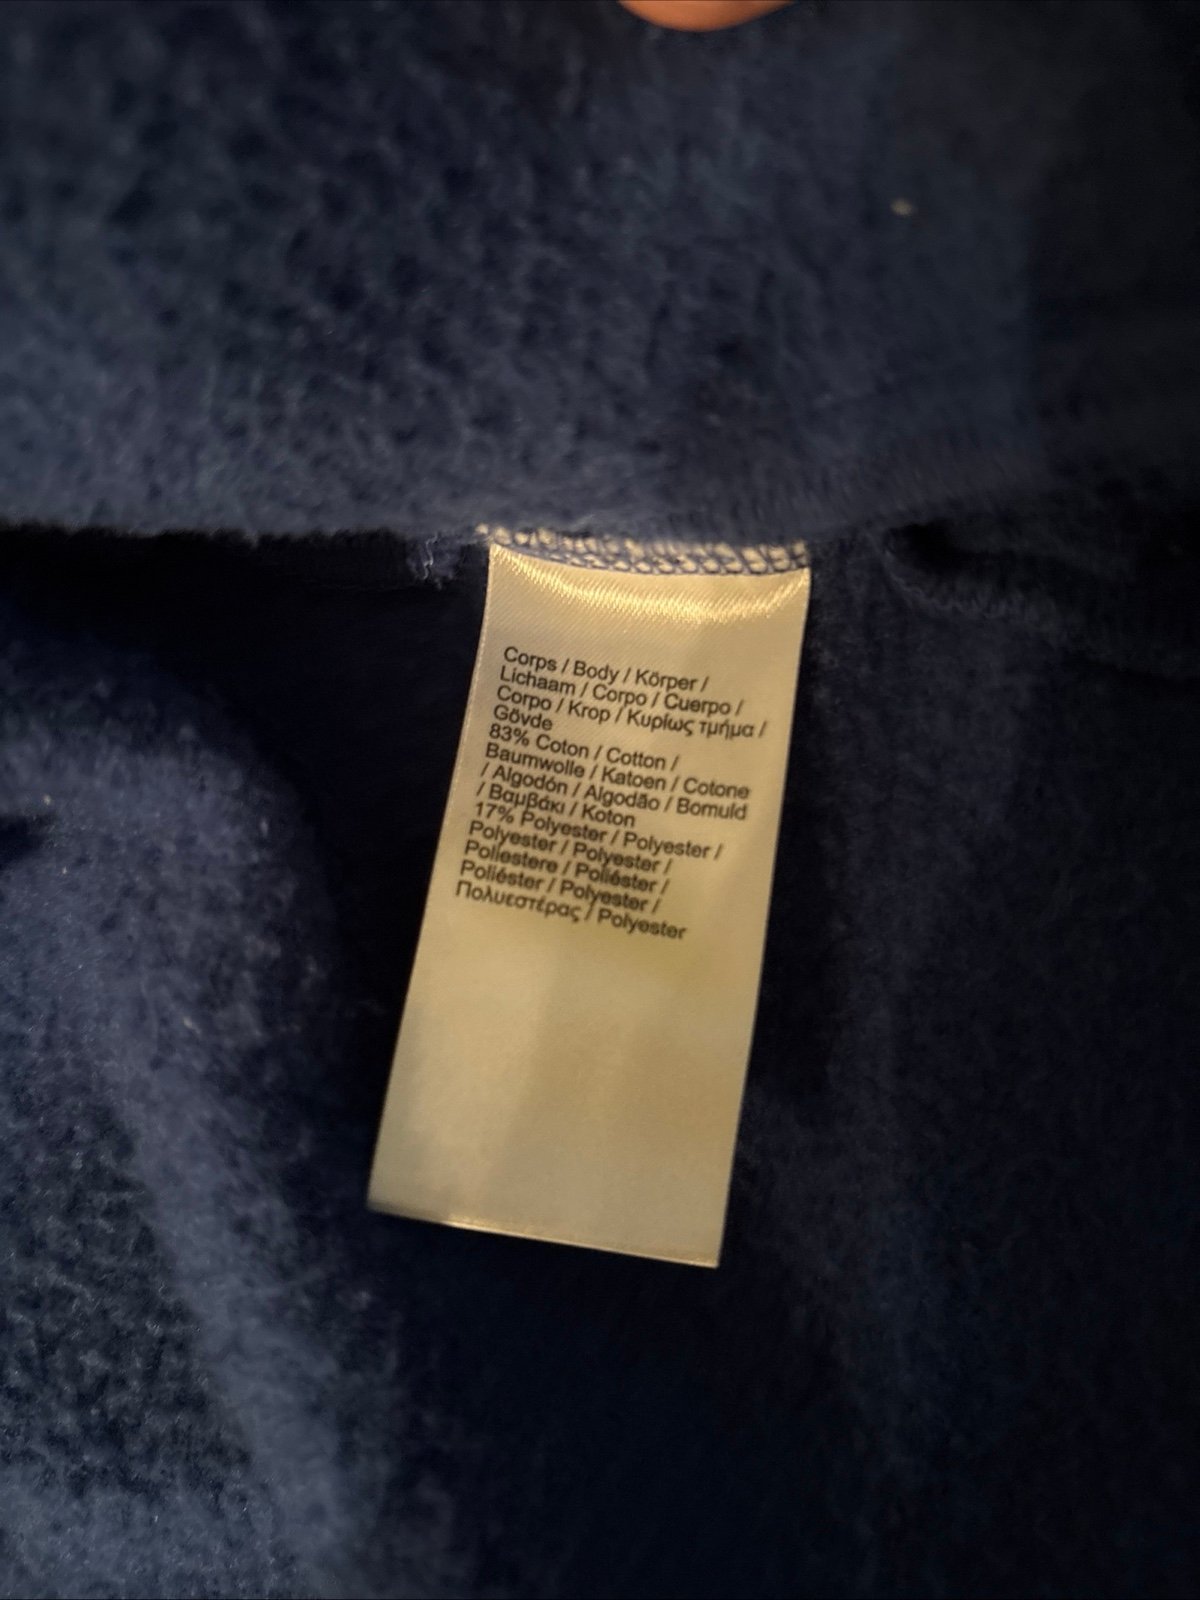 Corps / Body / Körper /
Lichaam / Corpo / Cuerpo /
Corpo / Krop / Κυρίως τμήμα /
Gövde
83% Coton / Cotton /
Baumwolle / Katoen / Cotone
/ Algodón / Algodão / Bomuld
/ Βαμβάκι / Koton
17% Polyester / Polyester /
Polyester / Polyester /
Poliestere / Poliéster /
Poliéster / Polyester /
Πολυεστέρας / Polyester